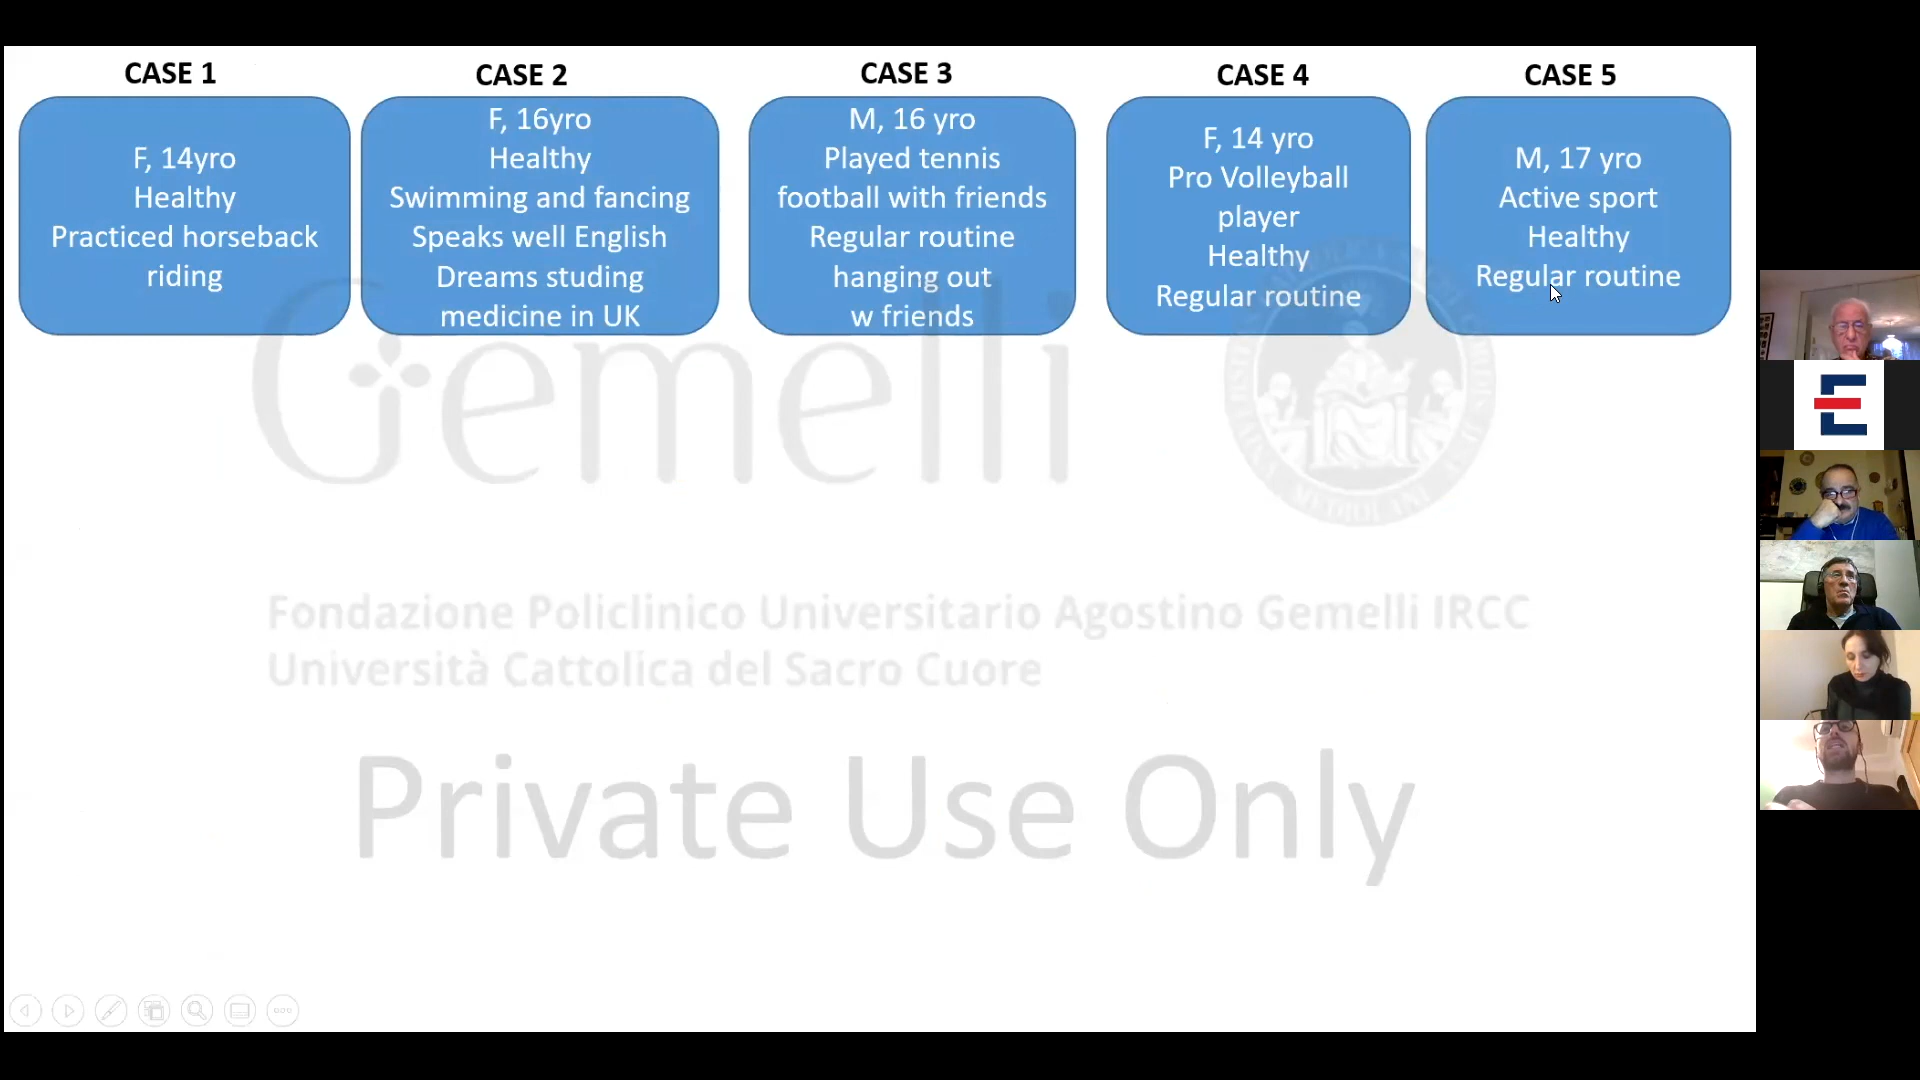 CASE 1
F, 14yro
Healthy
Practiced horseback
riding
CASE 2
F, 16yro
Healthy
Swimming and fancing
Speaks well English
Dreams studing
medicine in UK
CASE 3
M, 16 yro
Played tennis
football with friends
Regular routine
hanging out
w friends
CASE 4
F, 14 yro
Pro Volleyball
player
Healthy
Regular routine
CASE 5
M, 17 yro
Active sport
Healthy
Regular routine
Gemelli
Fondazione Policlinico Universitario Agostino Gemelli IRCC
Università Cattolica del Sacro Cuore
Private Use Only
E